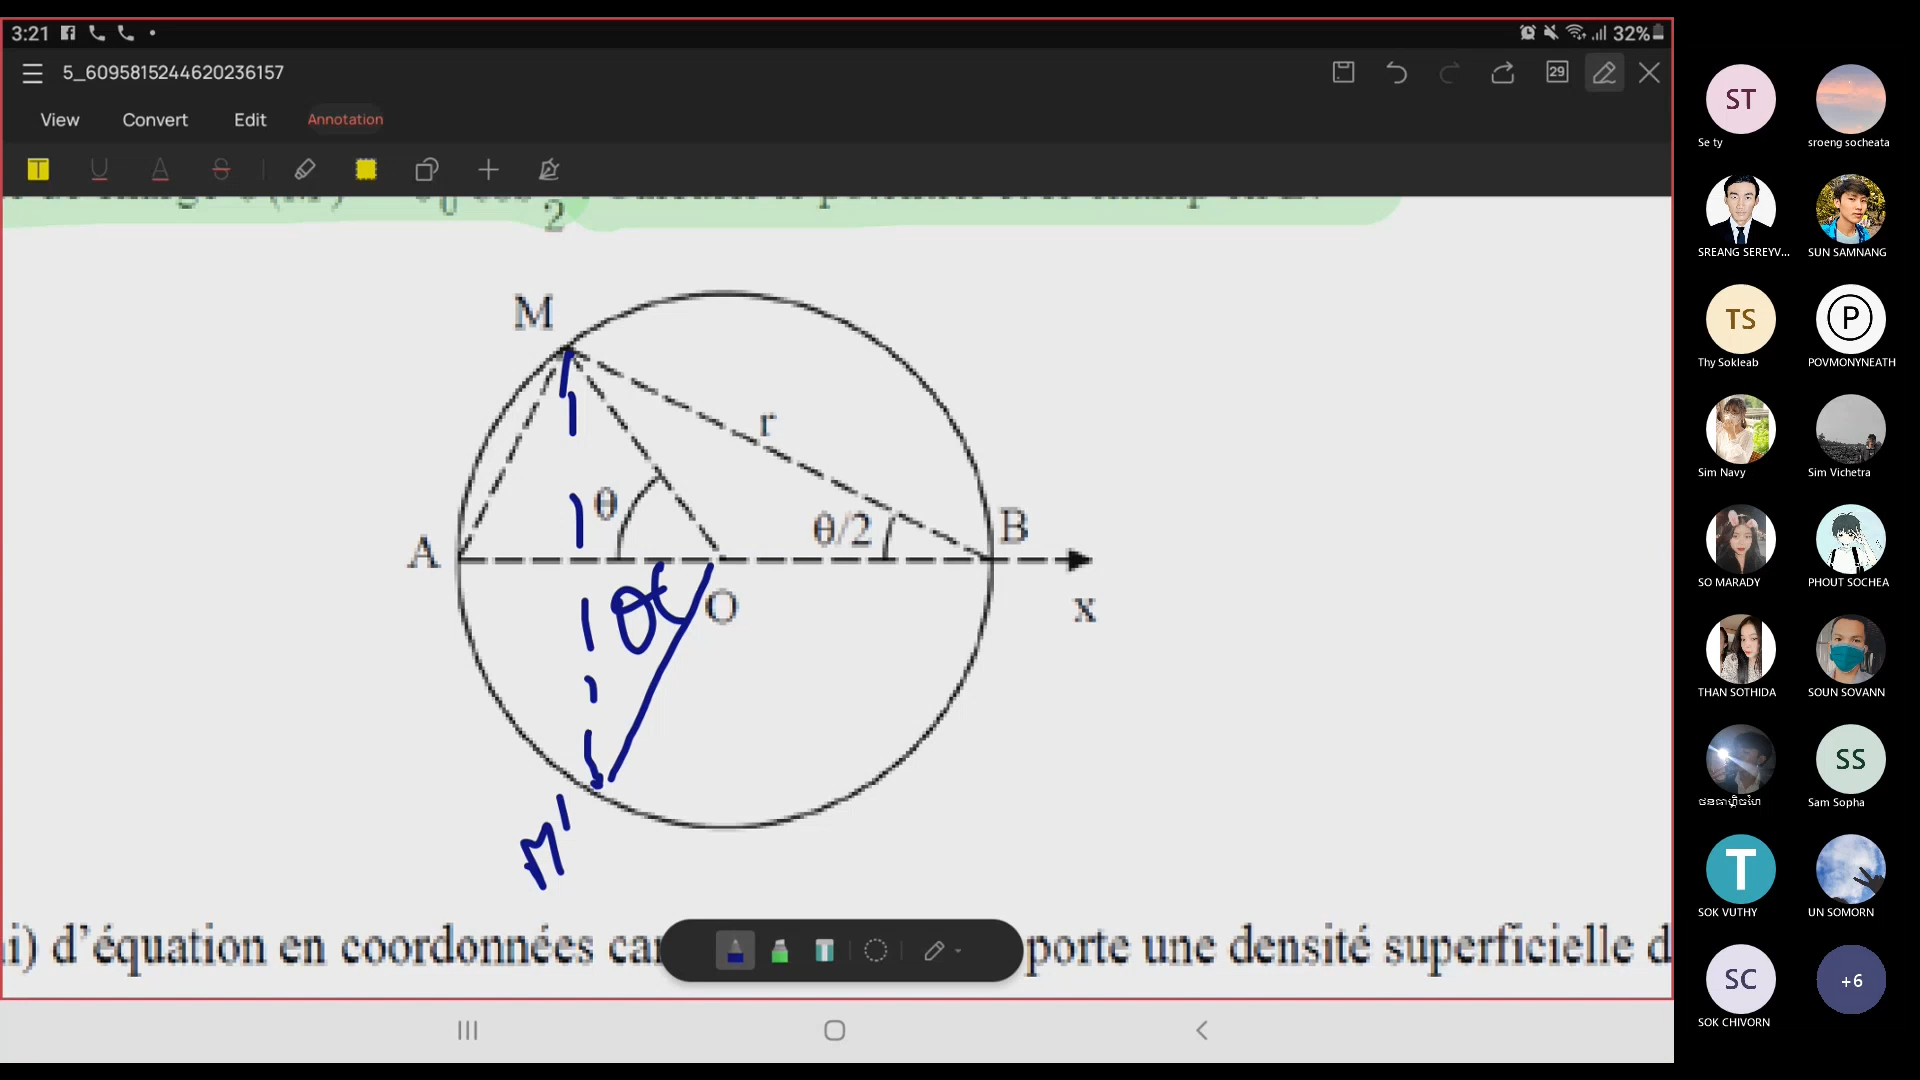 3:21
32%
5_6095815244620236157
29
View Convert Edit Annotation
2
M
r
θ
θ/2
B
A
O
x
θ
M'
d'équation en coordonnées
porte une densité superficielle
ST
Se ty
sroeng socheata
SREANG SEREYV...
SUN SAMNANG
TS
Thy Sokleab
P
POVMONYNEATH
Sim Navy
Sim Vichetra
SO MARADY
PHOUT SOCHEA
THAN SOTHIDA
SOUN SOVANN
SS
Sam Sopha
T
SOK VUTHY
UN SOMORN
SC
SOK CHIVORN
+6